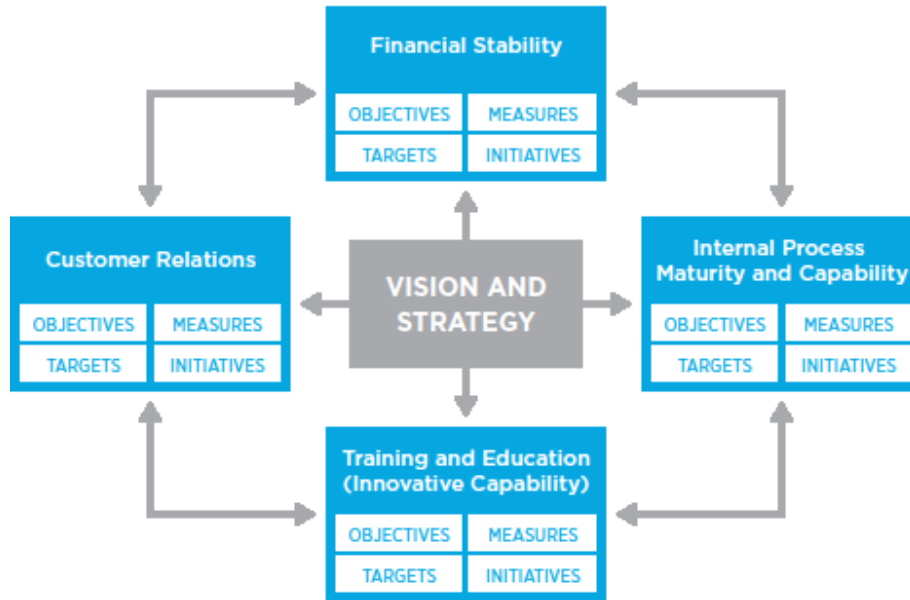 Financial Stability
OBJECTIVES MEASURES
TARGETS INITIATIVES
Customer Relations
OBJECTIVES MEASURES
TARGETS INITIATIVES
VISION AND
STRATEGY
Internal Process
Maturity and Capability
OBJECTIVES MEASURES
TARGETS INITIATIVES
Training and Education
(Innovative Capability)
OBJECTIVES MEASURES
TARGETS INITIATIVES